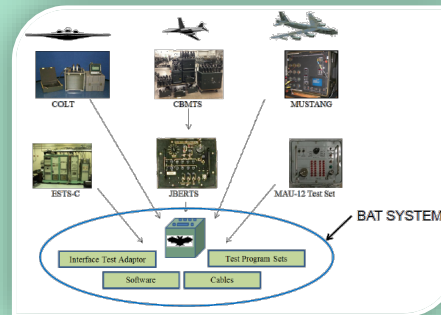 COLT
CBMTS
MUSTANG
ESTS-C
JBERTS
MAU-12 Test Set
BAT SYSTEM
Interface Test Adaptor
Test Program Sets
Software
Cables